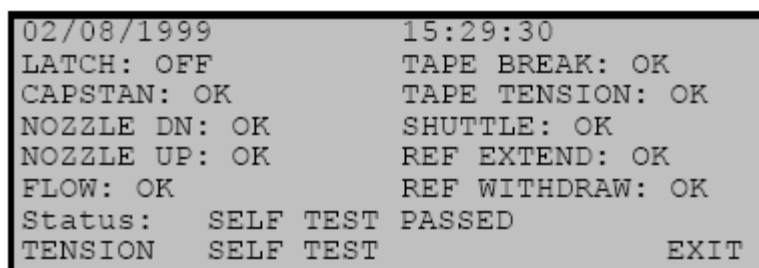 02/08/1999 15:29:30
LATCH: OFF TAPE BREAK: OK
CAPSTAN: OK TAPE TENSION: OK
NOZZLE DN: OK SHUTTLE: OK
NOZZLE UP: OK REF EXTEND: OK
FLOW: OK REF WITHDRAW: OK
Status: SELF TEST PASSED
TENSION SELF TEST EXIT